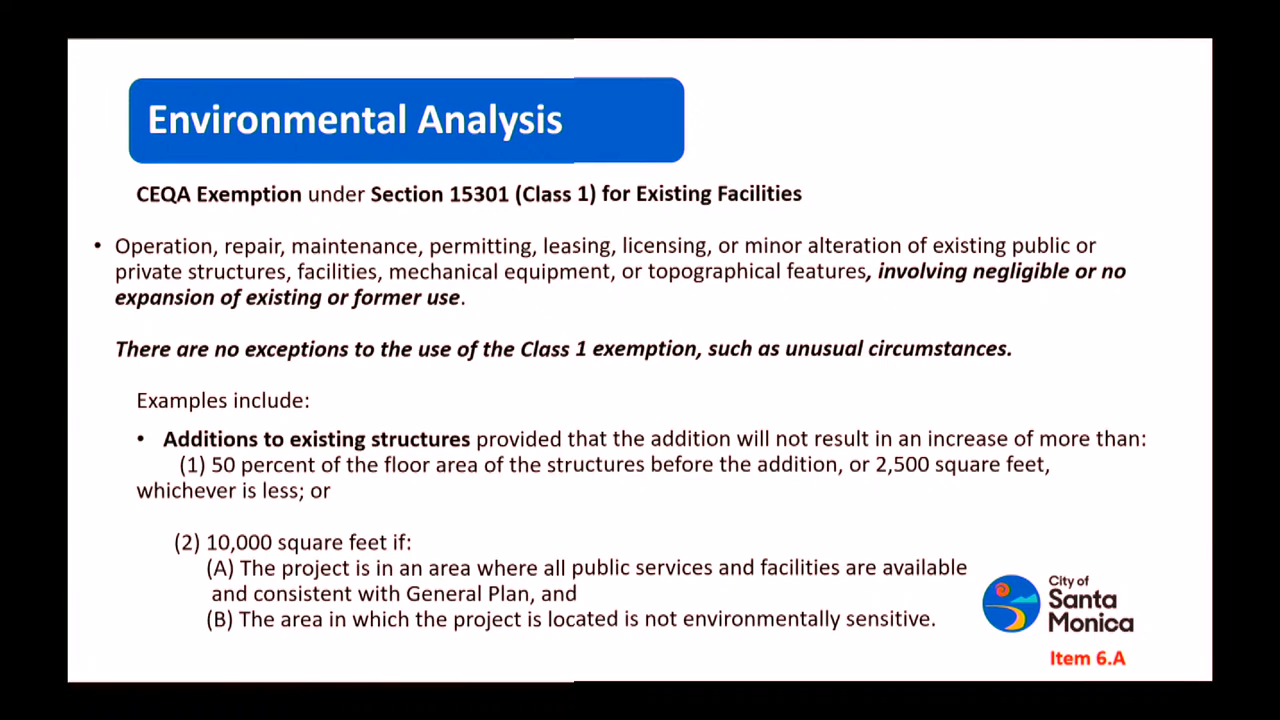 Environmental Analysis
CEQA Exemption under Section 15301 (Class 1) for Existing Facilities
• Operation, repair, maintenance, permitting, leasing, licensing, or minor alteration of existing public or
private structures, facilities, mechanical equipment, or topographical features, involving negligible or no
expansion of existing or former use.
There are no exceptions to the use of the Class 1 exemption, such as unusual circumstances.
Examples include:
• Additions to existing structures provided that the addition will not result in an increase of more than:
(1) 50 percent of the floor area of the structures before the addition, or 2,500 square feet,
whichever is less; or
(2) 10,000 square feet if:
(A) The project is in an area where all public services and facilities are available
and consistent with General Plan, and
(B) The area in which the project is located is not environmentally sensitive.
City of
Santa
Monica
Item 6.A